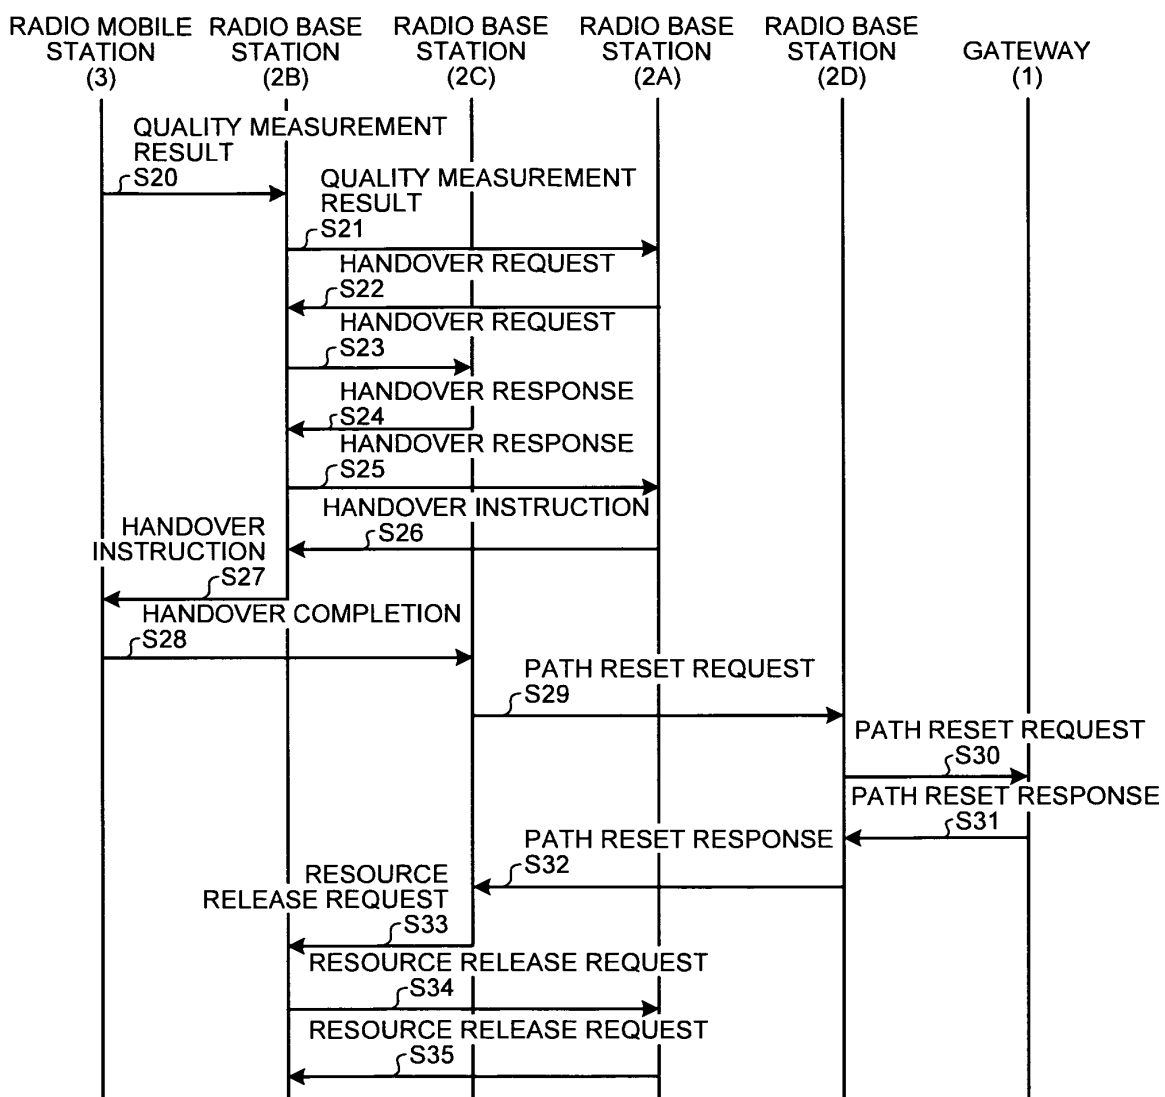 RADIO MOBILE
STATION
(3)
RADIO BASE
STATION
(2B)
RADIO BASE
STATION
(2C)
RADIO BASE
STATION
(2A)
RADIO BASE
STATION
(2D)
GATEWAY
(1)
QUALITY MEASUREMENT
RESULT
S20
QUALITY MEASUREMENT
RESULT
S21
HANDOVER REQUEST
S22
HANDOVER REQUEST
S23
HANDOVER RESPONSE
S24
HANDOVER RESPONSE
S25
HANDOVER INSTRUCTION
S26
HANDOVER
INSTRUCTION
S27
HANDOVER COMPLETION
S28
PATH RESET REQUEST
S29
PATH RESET REQUEST
S30
PATH RESET RESPONSE
S31
PATH RESET RESPONSE
S32
RESOURCE
RELEASE REQUEST
S33
RESOURCE RELEASE REQUEST
S34
RESOURCE RELEASE REQUEST
S35